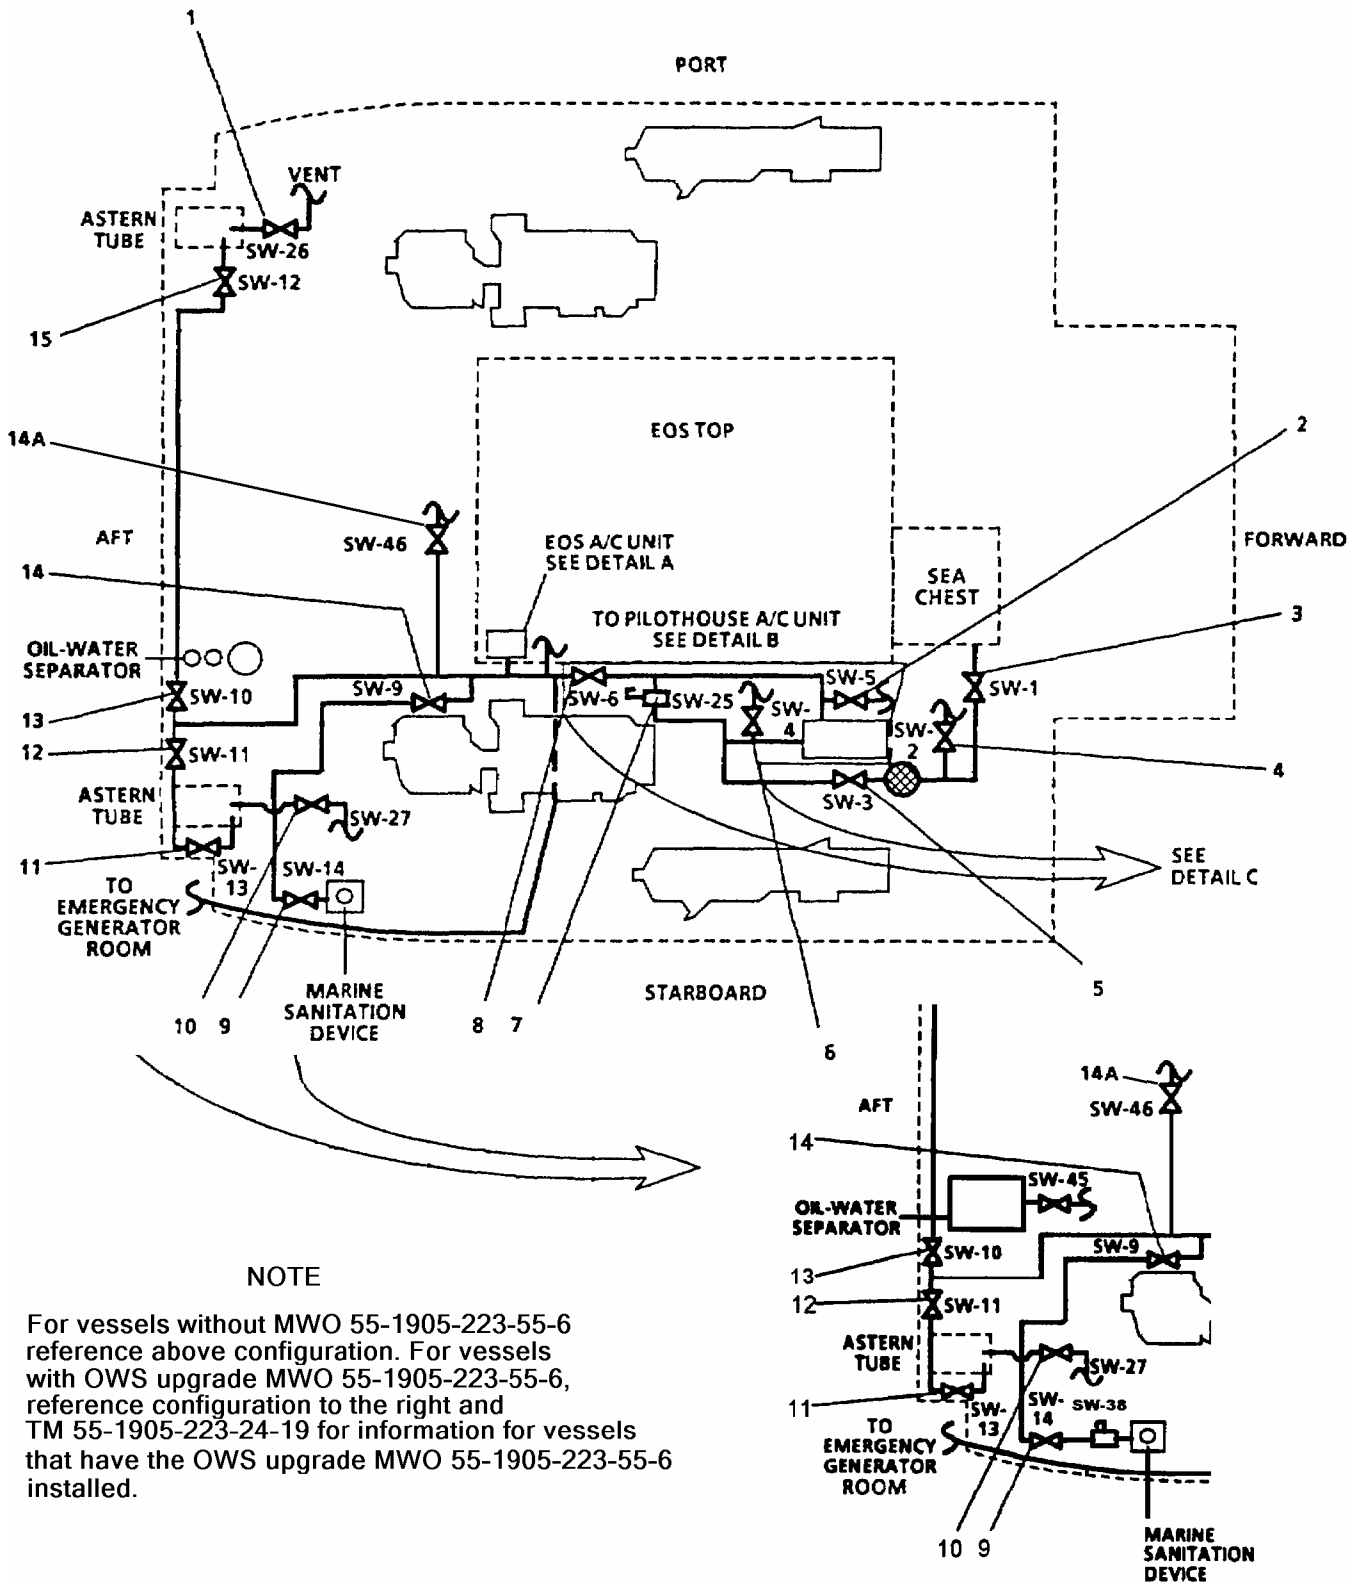 1
PORT
VENT
ASTERN
TUBE
SW-26
SW-12
15
EOS TOP
2
14A
AFT
SW-46
EOS A/C UNIT
SEE DETAIL A
FORWARD
14
SEA
CHEST
TO PILOTHOUSE A/C UNIT
SEE DETAIL B
3
OIL-WATER
SEPARATOR
SW-10
SW-9
SW-6
SW-25
SW-5
SW-1
13
SW-
4
SW-
2
12
SW-11
4
ASTERN
TUBE
SW-27
SW-3
11
SW-
13
SW-14
SEE
DETAIL C
TO
EMERGENCY
GENERATOR
ROOM
MARINE
SANITATION
DEVICE
STARBOARD
5
10
9
8
7
6
14A
SW-46
AFT
14
SW-45
OIL-WATER
SEPARATOR
SW-10
SW-9
13
12
SW-11
ASTERN
TUBE
SW-27
11
SW-
13
SW-
14
SW-38
TO
EMERGENCY
GENERATOR
ROOM
10
9
MARINE
SANITATION
DEVICE
NOTE
For vessels without MWO 55-1905-223-55-6
reference above configuration. For vessels
with OWS upgrade MWO 55-1905-223-55-6,
reference configuration to the right and
TM 55-1905-223-24-19 for information for vessels
that have the OWS upgrade MWO 55-1905-223-55-6
installed.